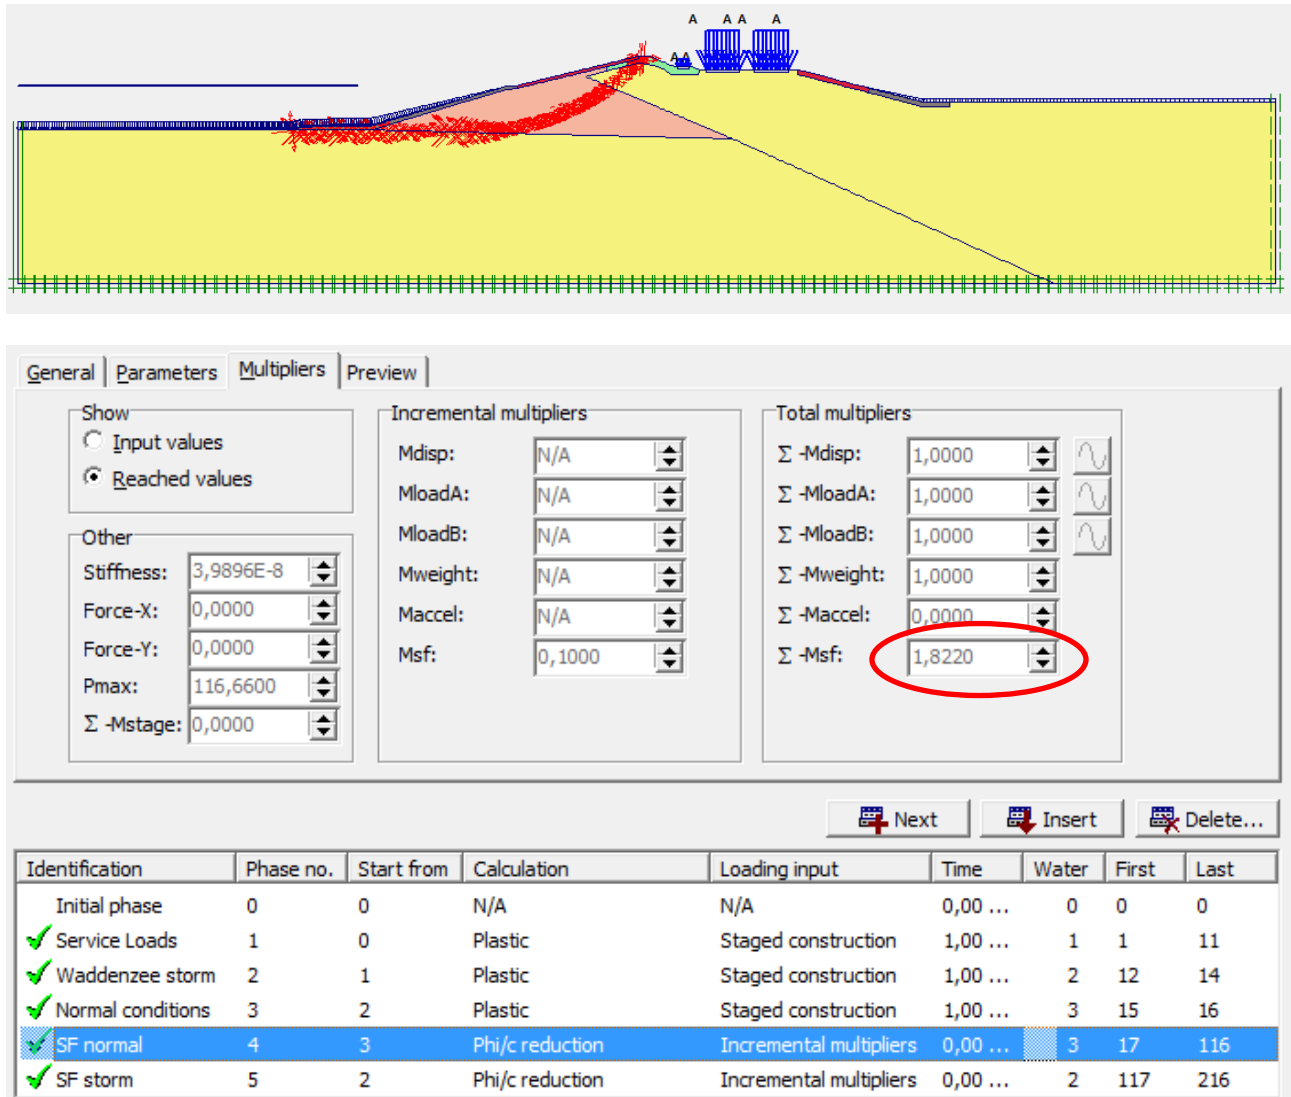 A A A A
A A
General Parameters Multipliers Preview
Show
Input values
Reached values
Other
Stiffness: 3,9896E-8
Force-X: 0,0000
Force-Y: 0,0000
Pmax: 116,6600
Σ -Mstage: 0,0000
Incremental multipliers
Mdisp: N/A
MloadA: N/A
MloadB: N/A
Mweight: N/A
Maccel: N/A
Msf: 0,1000
Total multipliers
Σ -Mdisp: 1,0000
Σ -MloadA: 1,0000
Σ -MloadB: 1,0000
Σ -Mweight: 1,0000
Σ -Maccel: 0,0000
Σ -Msf: 1,8220
Next Insert Delete...
Identification Phase no. Start from Calculation Loading input Time Water First Last
Initial phase 0 0 N/A N/A 0,00 ... 0 0 0
Service Loads 1 0 Plastic Staged construction 1,00 ... 1 1 11
Waddenzee storm 2 1 Plastic Staged construction 1,00 ... 2 12 14
Normal conditions 3 2 Plastic Staged construction 1,00 ... 3 15 16
SF normal 4 3 Phi/c reduction Incremental multipliers 0,00 ... 3 17 116
SF storm 5 2 Phi/c reduction Incremental multipliers 0,00 ... 2 117 216